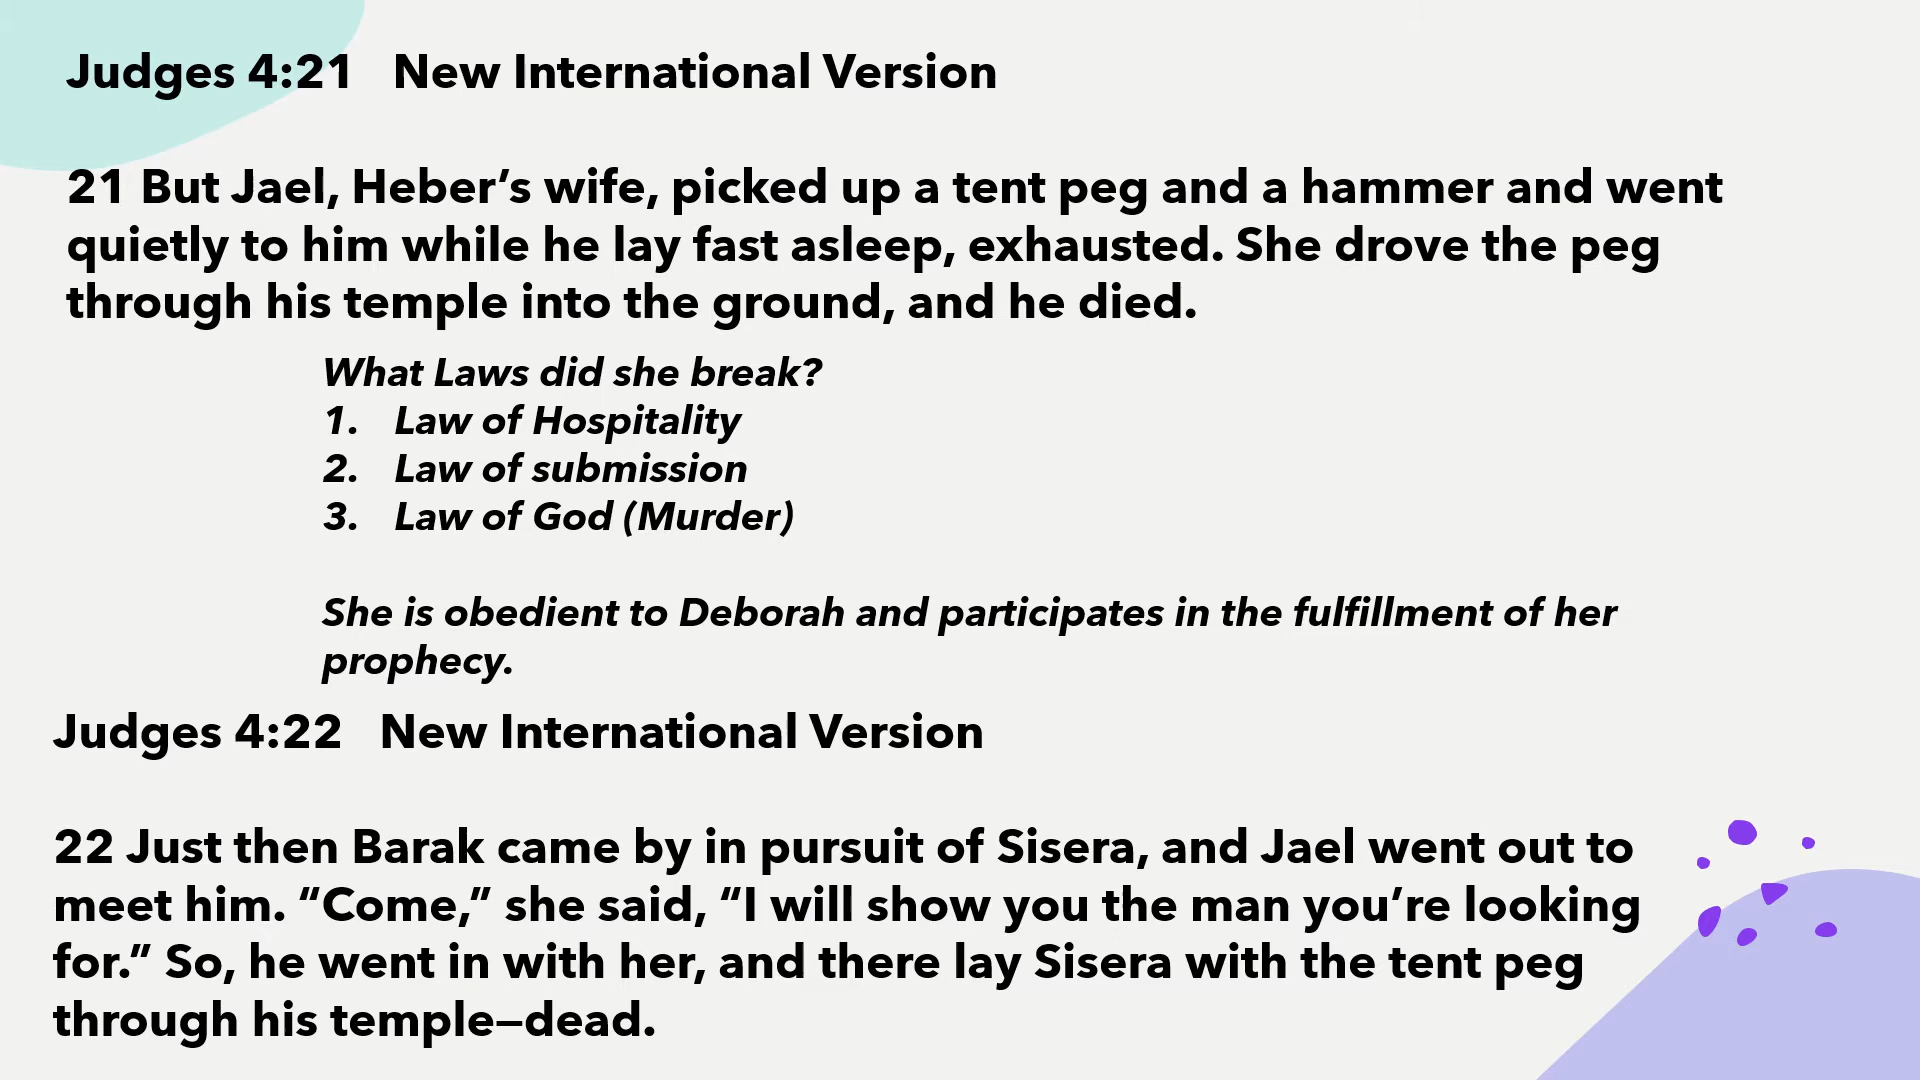 Judges 4:21   New International Version
21 But Jael, Heber’s wife, picked up a tent peg and a hammer and went
quietly to him while he lay fast asleep, exhausted. She drove the peg
through his temple into the ground, and he died.
What Laws did she break?
1. Law of Hospitality
2. Law of submission
3. Law of God (Murder)
She is obedient to Deborah and participates in the fulfillment of her
prophecy.
Judges 4:22   New International Version
22 Just then Barak came by in pursuit of Sisera, and Jael went out to
meet him. “Come,” she said, “I will show you the man you’re looking
for.” So, he went in with her, and there lay Sisera with the tent peg
through his temple—dead.